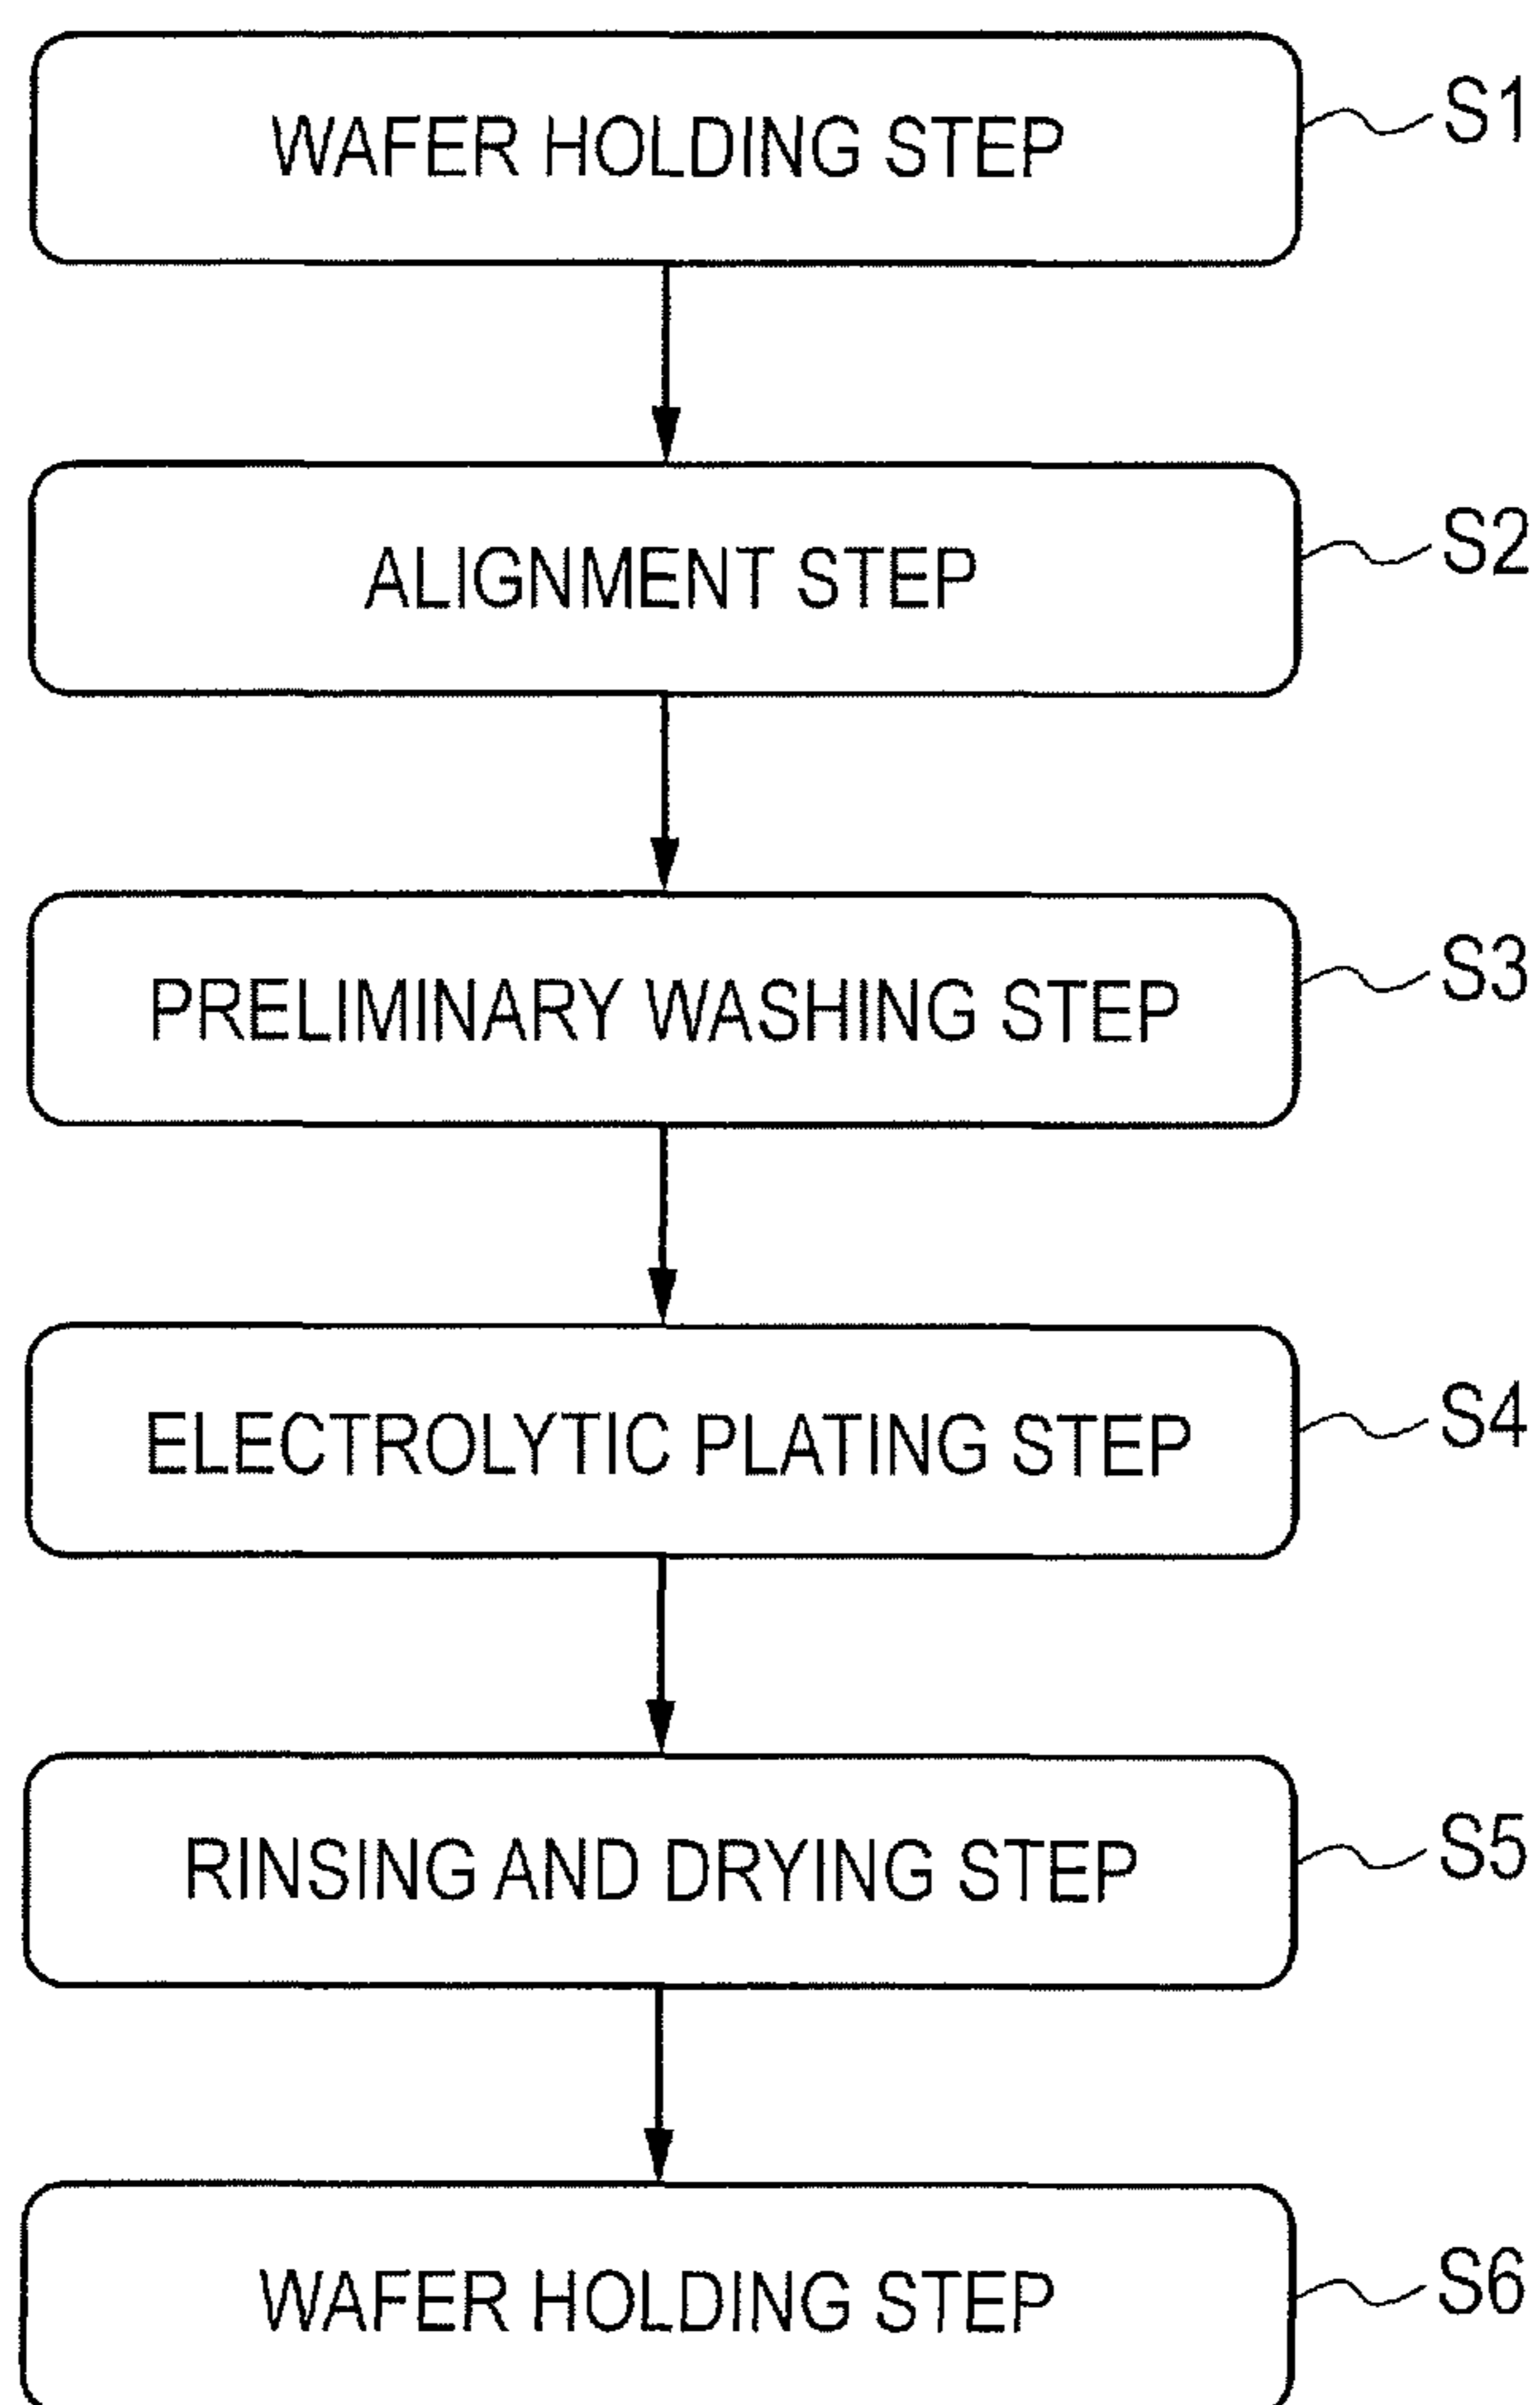 WAFER HOLDING STEP
S1
ALIGNMENT STEP
S2
PRELIMINARY WASHING STEP
S3
ELECTROLYTIC PLATING STEP
S4
RINSING AND DRYING STEP
S5
WAFER HOLDING STEP
S6